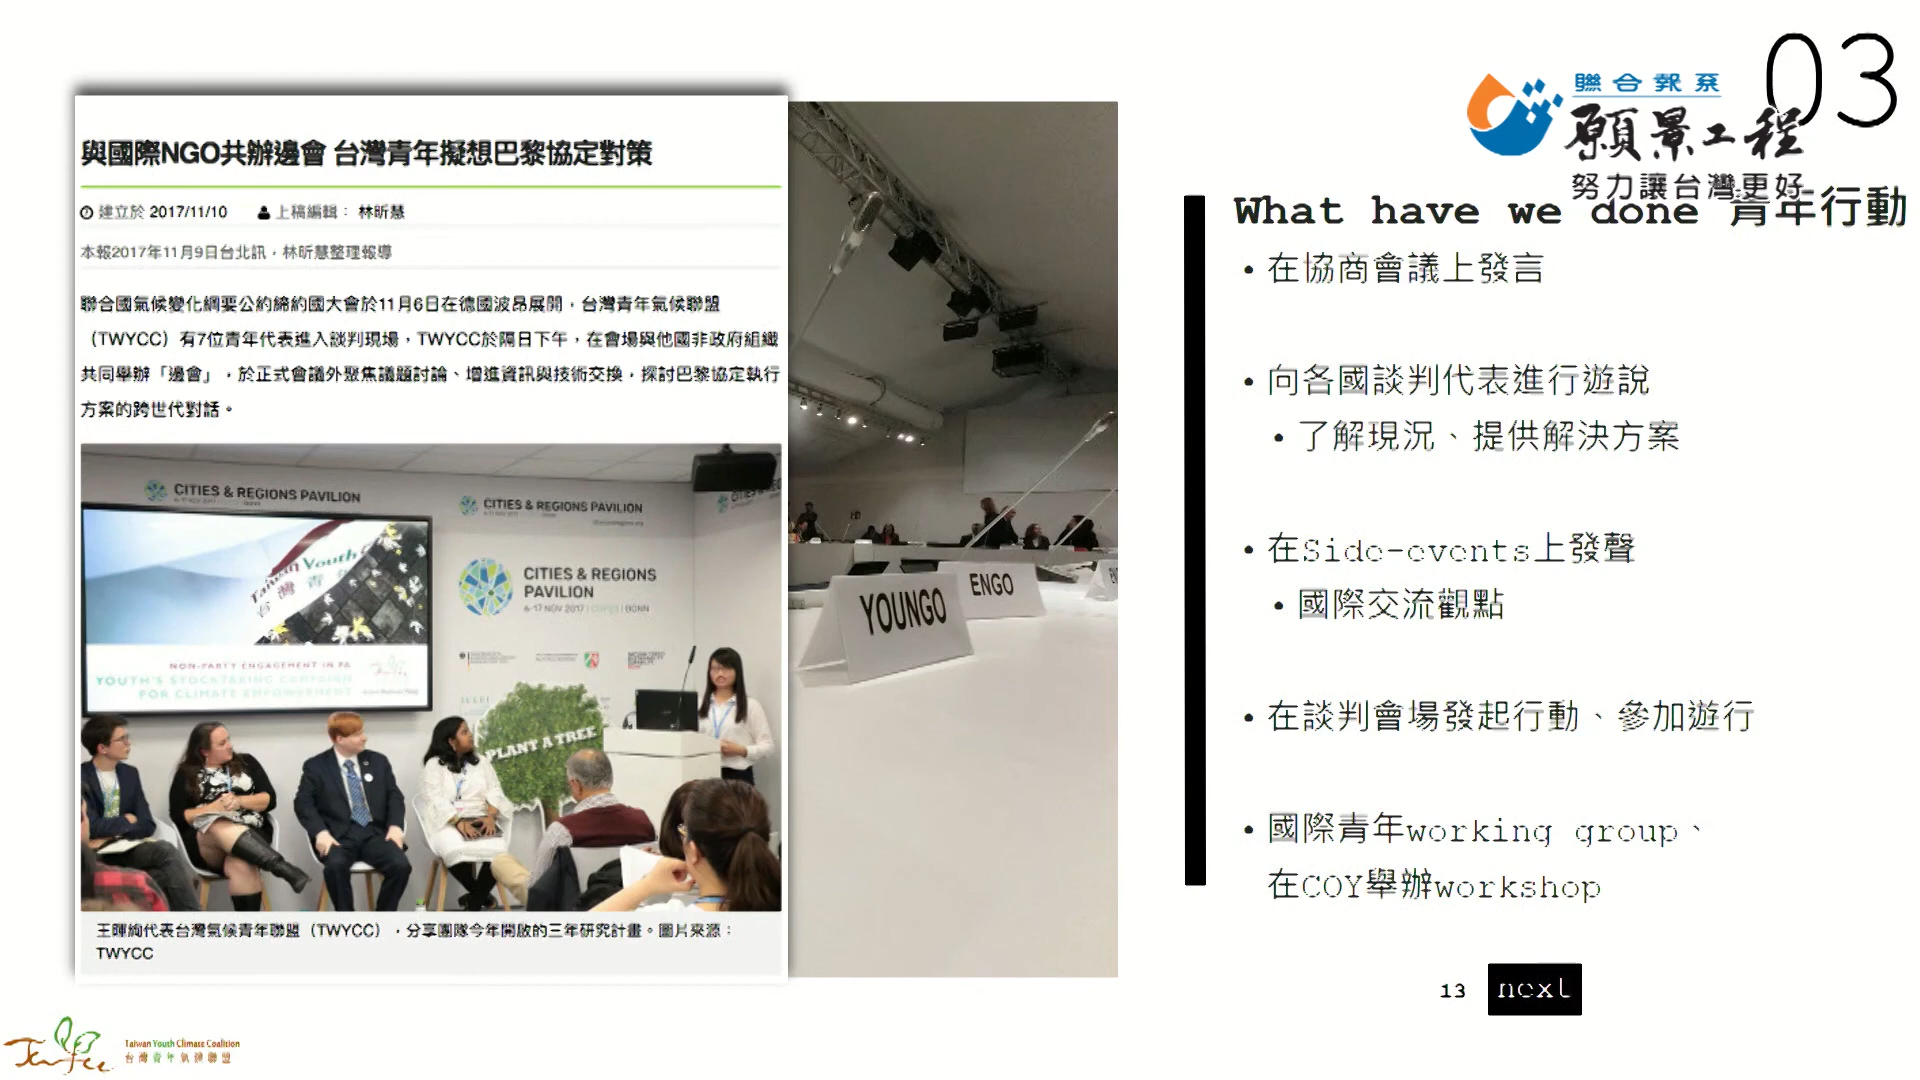 與國際NGO共辦邊會 台灣青年擬想巴黎協定對策
建立於 2017/11/10 上稿編輯： 林昕慧
本報2017年11月9日台北訊，林昕慧整理報導
聯合國氣候變化綱要公約締約國大會於11月6日在德國波昂展開，台灣青年氣候聯盟
（TWYCC）有7位青年代表進入談判現場，TWYCC於隔日下午，在會場與他國非政府組織
共同舉辦「邊會」，於正式會議外聚焦議題討論、增進資訊與技術交換，探討巴黎協定執行
方案的跨世代對話。
CITIES & REGIONS PAVILION
CITIES & REGIONS PAVILION
CITIES & REGIONS
PAVILION
6-17 NOV 2017 | COP23 | BONN
Taiwan Youth
台灣青年
NON-PARTY ENGAGEMENT IN PA
YOUTH'S STOCKTAKING CAMPAIGN
FOR CLIMATE EMPOWERMENT
PLANT A TREE
王暉絢代表台灣氣候青年聯盟（TWYCC），分享團隊今年開啟的三年研究計畫。圖片來源：
TWYCC
YOUNGO
ENGO
03
聯合報系
願景工程
努力讓台灣更好
What have we done 青年行動
• 在協商會議上發言
• 向各國談判代表進行遊說
• 了解現況、提供解決方案
• 在Side-events上發聲
• 國際交流觀點
• 在談判會場發起行動、參加遊行
• 國際青年working group、
在COY舉辦workshop
13
next
Taiwan Youth Climate Coalition
台灣青年氣候聯盟